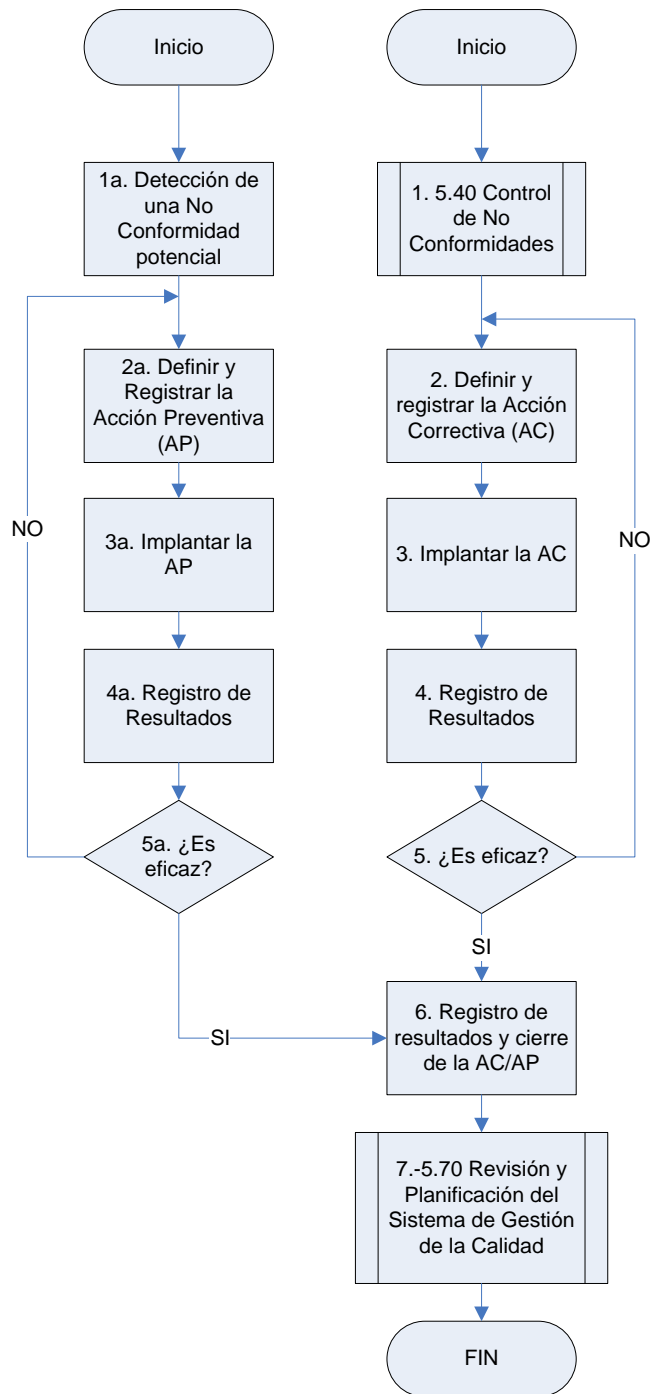 Inicio
1a. Detección de
una No
Conformidad
potencial
2a. Definir y
Registrar la
Acción Preventiva
(AP)
NO
3a. Implantar la
AP
4a. Registro de
Resultados
5a. ¿Es
eficaz?
SI
Inicio
1. 5.40 Control
de No
Conformidades
2. Definir y
registrar la Acción
Correctiva (AC)
3. Implantar la AC
NO
4. Registro de
Resultados
5. ¿Es eficaz?
SI
6. Registro de
resultados y cierre
de la AC/AP
7.-5.70 Revisión y
Planificación del
Sistema de Gestión
de la Calidad
FIN